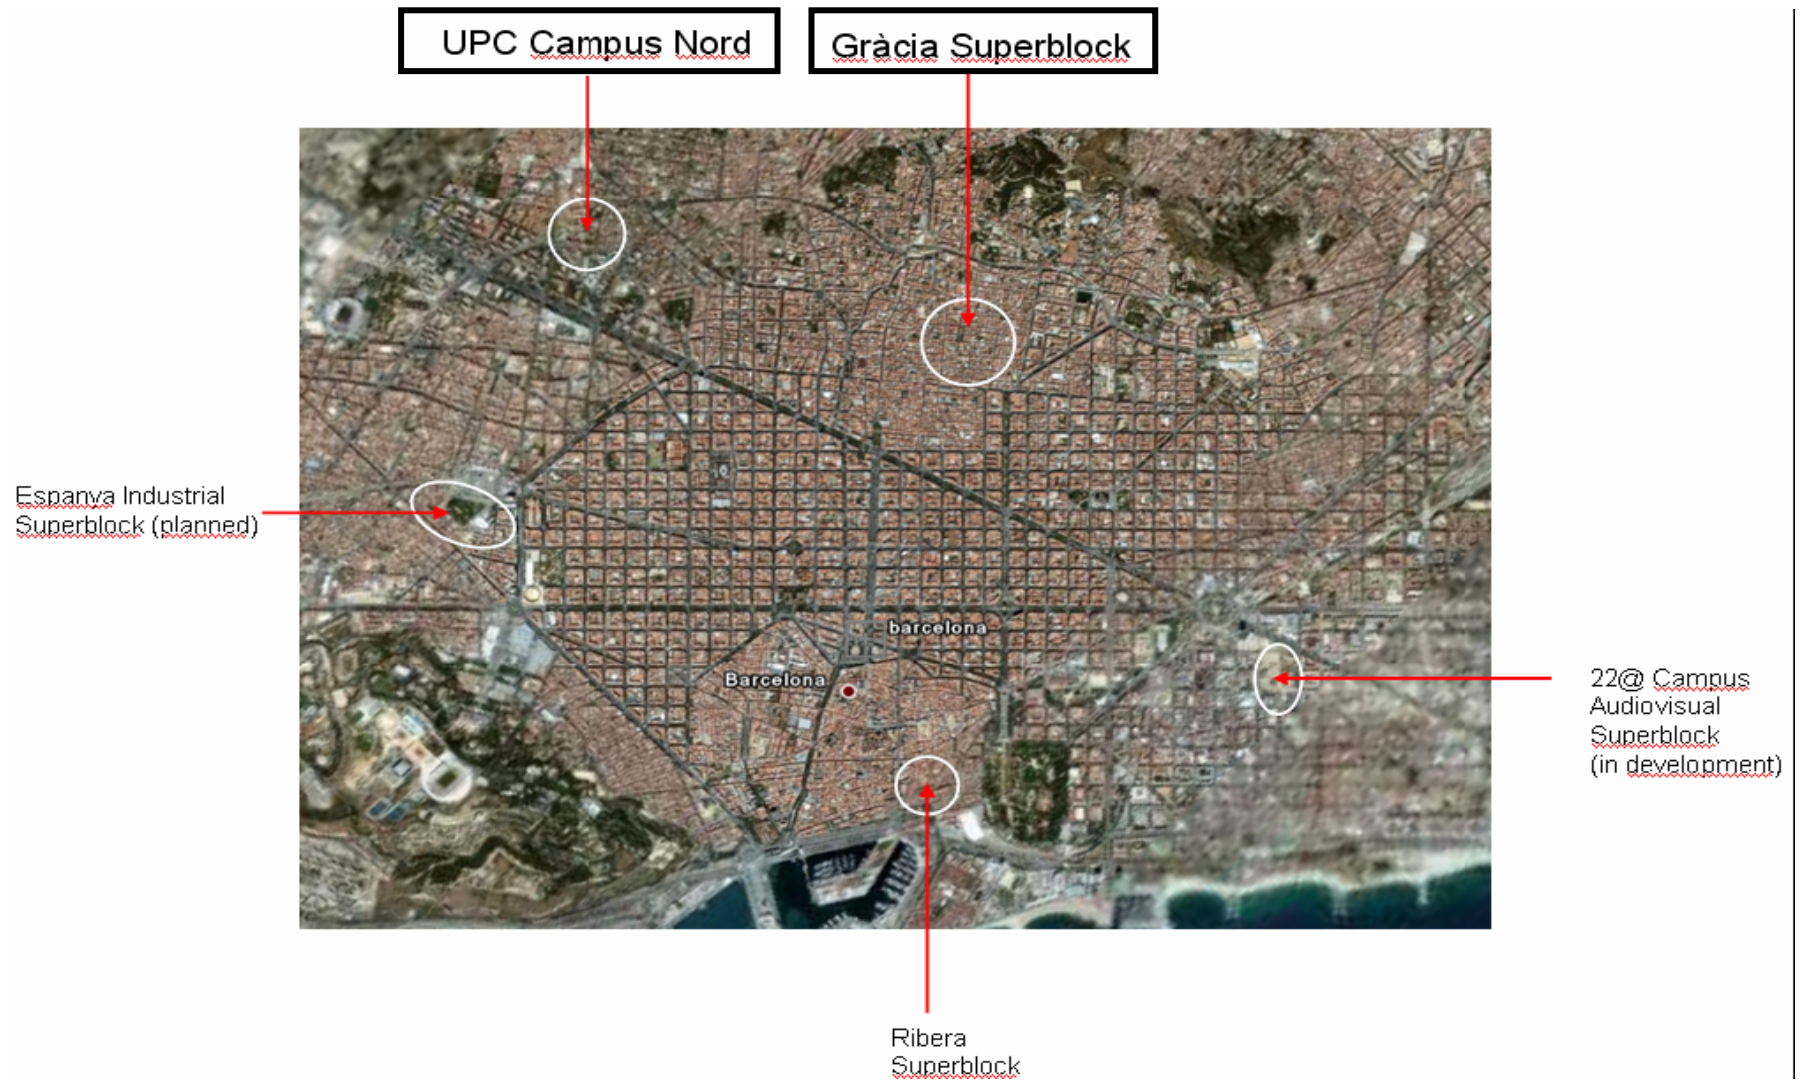 UPC Campus Nord
Gràcia Superblock
Espanya Industrial
Superblock (planned)
barcelona
Barcelona
22@ Campus
Audiovisual
Superblock
(in development)
Ribera
Superblock